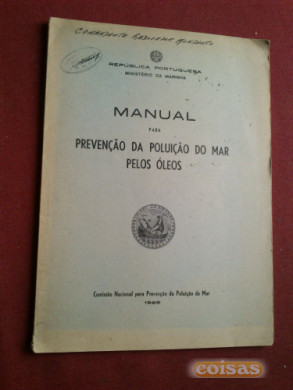 REPÚBLICA PORTUGUESA
MINISTÉRIO DA MARINHA
MANUAL
PARA
PREVENÇÃO DA POLUIÇÃO DO MAR
PELOS ÓLEOS
Comissão Nacional para Prevenção da Poluição do Mar
coisas